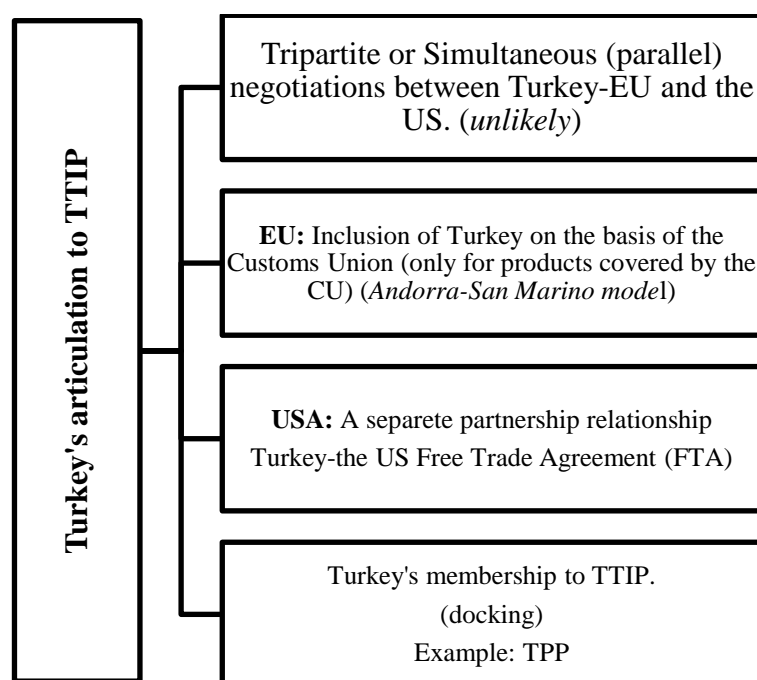 Turkey's articulation to TTIP
Tripartite or Simultaneous (parallel)
negotiations between Turkey-EU and the
US. (unlikely)
EU: Inclusion of Turkey on the basis of the
Customs Union (only for products covered by the
CU) (Andorra-San Marino model)
USA: A separete partnership relationship
Turkey-the US Free Trade Agreement (FTA)
Turkey's membership to TTIP.
(docking)
Example: TPP